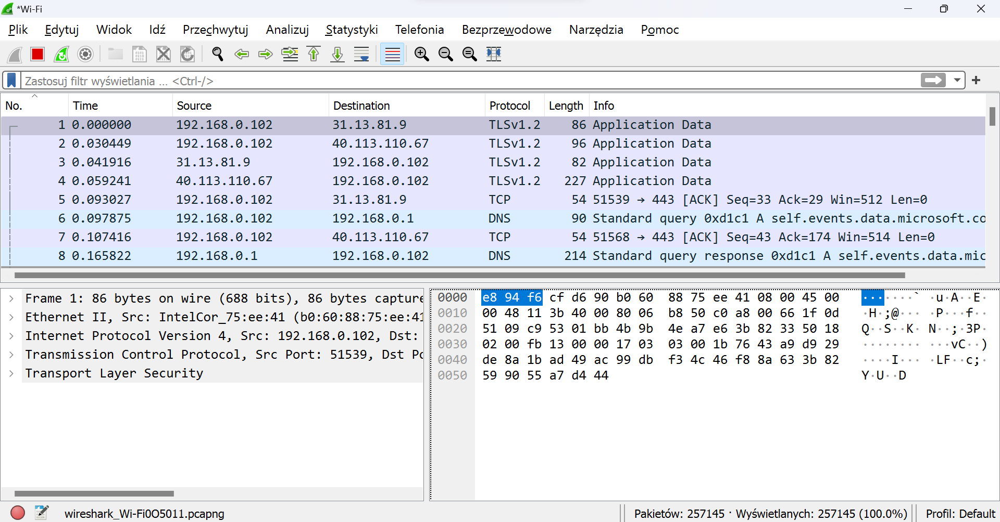 *Wi-Fi
Plik Edytuj Widok Idź Przechwytuj Analizuj Statystyki Telefonia Bezprzewodowe Narzędzia Pomoc
Zastosuj filtr wyświetlania ... <Ctrl-/>
No. Time Source Destination Protocol Length Info
1 0.000000 192.168.0.102 31.13.81.9 TLSv1.2 86 Application Data
2 0.030449 192.168.0.102 40.113.110.67 TLSv1.2 96 Application Data
3 0.041916 31.13.81.9 192.168.0.102 TLSv1.2 82 Application Data
4 0.059241 40.113.110.67 192.168.0.102 TLSv1.2 227 Application Data
5 0.093027 192.168.0.102 31.13.81.9 TCP 54 51539 → 443 [ACK] Seq=33 Ack=29 Win=512 Len=0
6 0.097875 192.168.0.102 192.168.0.1 DNS 90 Standard query 0xd1c1 A self.events.data.microsoft.co
7 0.107416 192.168.0.102 40.113.110.67 TCP 54 51568 → 443 [ACK] Seq=43 Ack=174 Win=514 Len=0
8 0.165822 192.168.0.1 192.168.0.102 DNS 214 Standard query response 0xd1c1 A self.events.data.mic
Frame 1: 86 bytes on wire (688 bits), 86 bytes capture
Ethernet II, Src: IntelCor_75:ee:41 (b0:60:88:75:ee:41
Internet Protocol Version 4, Src: 192.168.0.102, Dst:
Transmission Control Protocol, Src Port: 51539, Dst Po
Transport Layer Security
0000 e8 94 f6 cf d6 90 b0 60 88 75 ee 41 08 00 45 00 ·······` ·u·A··E·
0010 00 48 11 3b 40 00 80 06 b8 50 c0 a8 00 66 1f 0d ·H·;@··· ·P···f··
0020 51 09 c9 53 01 bb 4b 9b 4e a7 e6 3b 82 33 50 18 Q··S··K· N··;·3P·
0030 02 00 fb 13 00 00 17 03 03 00 1b 76 43 a9 d9 29 ········ ···vC··)
0040 de 8a 1b ad 49 ac 99 db f3 4c 46 f8 8a 63 3b 82 ····I··· ·LF··c;·
0050 59 90 55 a7 d4 44 Y·U··D
wireshark_Wi-Fi0O5011.pcapng
Pakietów: 257145 · Wyświetlanych: 257145 (100.0%)
Profil: Default